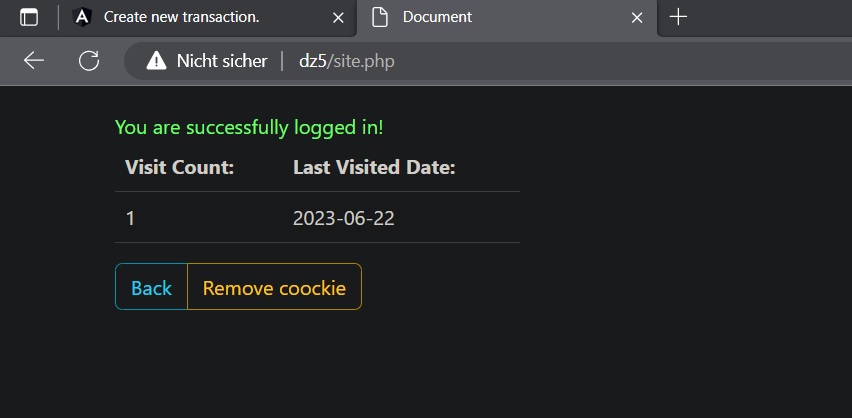 Create new transaction.
Document
Nicht sicher
dz5/site.php
You are successfully logged in!
Visit Count: Last Visited Date:
1 2023-06-22
Back Remove coockie